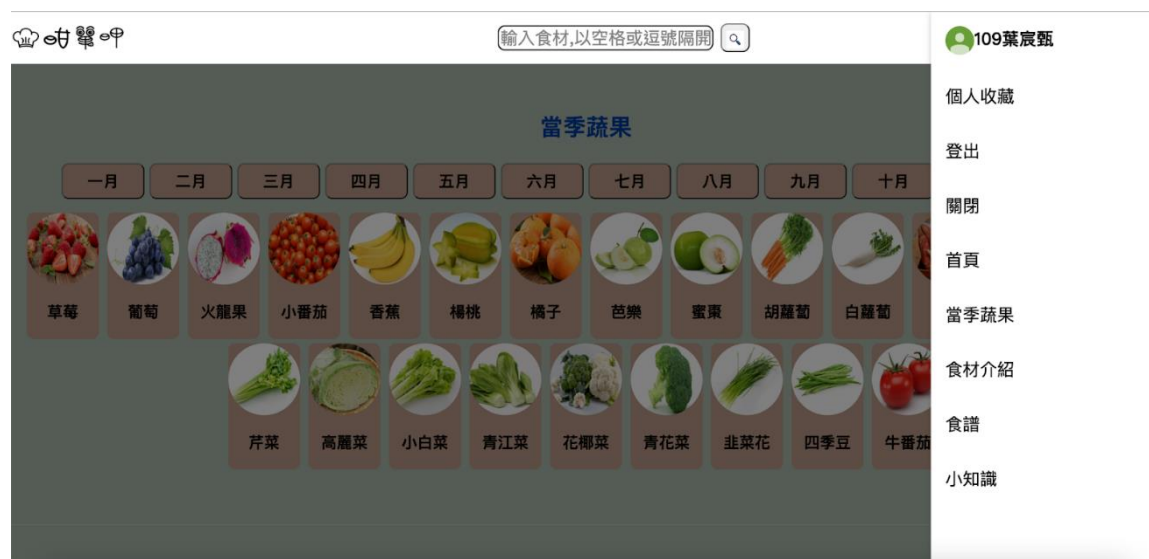 咁單呷
輸入食材,以空格或逗號隔開
109葉宸甄
個人收藏
登出
關閉
首頁
當季蔬果
食材介紹
食譜
小知識
當季蔬果
一月 二月 三月 四月 五月 六月 七月 八月 九月 十月
草莓 葡萄 火龍果 小番茄 香蕉 楊桃 橘子 芭樂 蜜棗 胡蘿蔔 白蘿蔔
芹菜 高麗菜 小白菜 青江菜 花椰菜 青花菜 韭菜花 四季豆 牛番茄